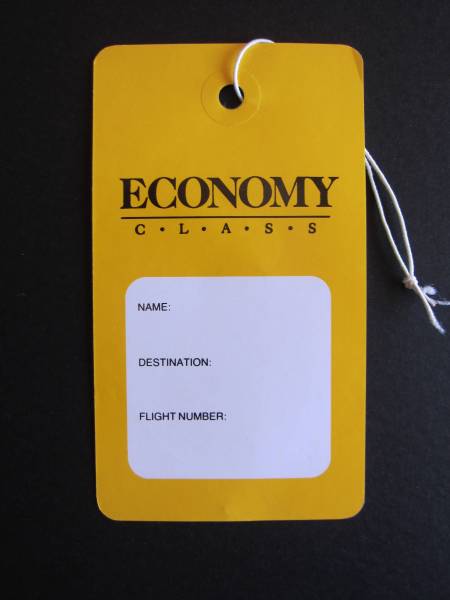 ECONOMY
C•L•A•S•S
NAME:
DESTINATION:
FLIGHT NUMBER: